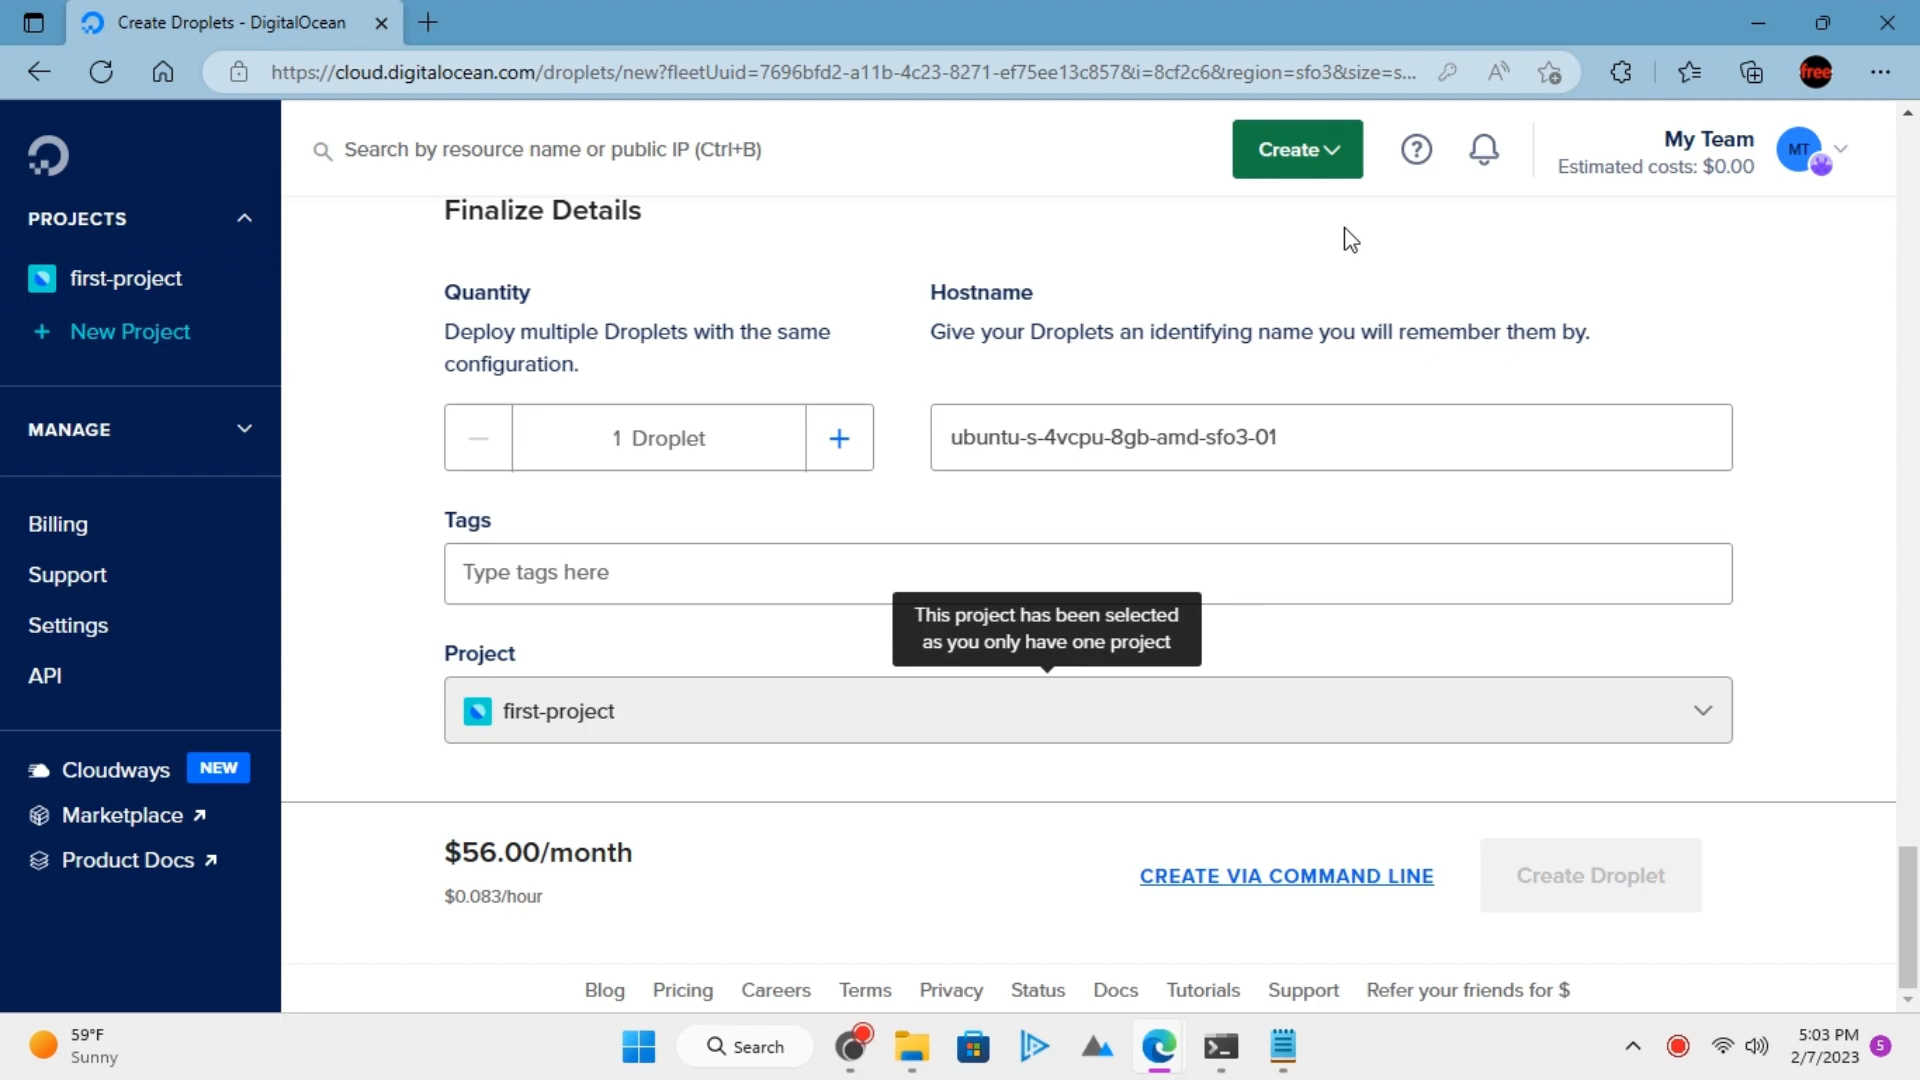 Create Droplets - DigitalOcean
https://cloud.digitalocean.com/droplets/new?fleetUuid=7696bfd2-a11b-4c23-8271-ef75ee13c857&i=8cf2c6&region=sfo3&size=s...
free
Search by resource name or public IP (Ctrl+B)
Create
My Team
Estimated costs: $0.00
MT
PROJECTS
first-project
+ New Project
MANAGE
Billing
Support
Settings
API
Cloudways NEW
Marketplace
Product Docs
Finalize Details
Quantity
Deploy multiple Droplets with the same
configuration.
1 Droplet
Hostname
Give your Droplets an identifying name you will remember them by.
ubuntu-s-4vcpu-8gb-amd-sfo3-01
Tags
Type tags here
This project has been selected
as you only have one project
Project
first-project
$56.00/month
$0.083/hour
CREATE VIA COMMAND LINE
Create Droplet
Blog Pricing Careers Terms Privacy Status Docs Tutorials Support Refer your friends for $
59°F
Sunny
Search
5:03 PM
2/7/2023
5